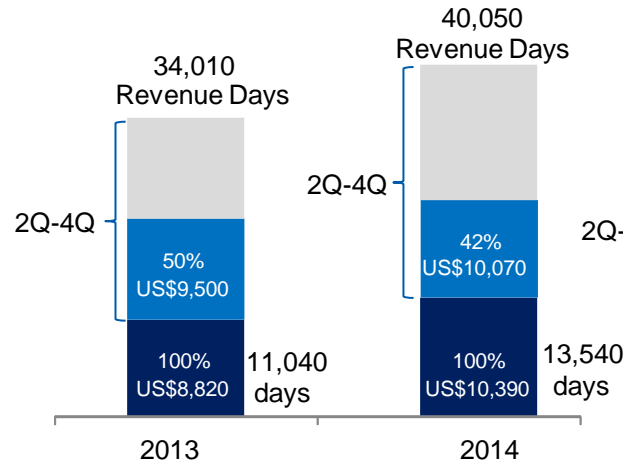 34,010
Revenue Days
2Q-4Q
50%
US$9,500
100%
US$8,820
11,040
days
2013
40,050
Revenue Days
2Q-4Q
42%
US$10,070
100%
US$10,390
13,540
days
2014
2Q-